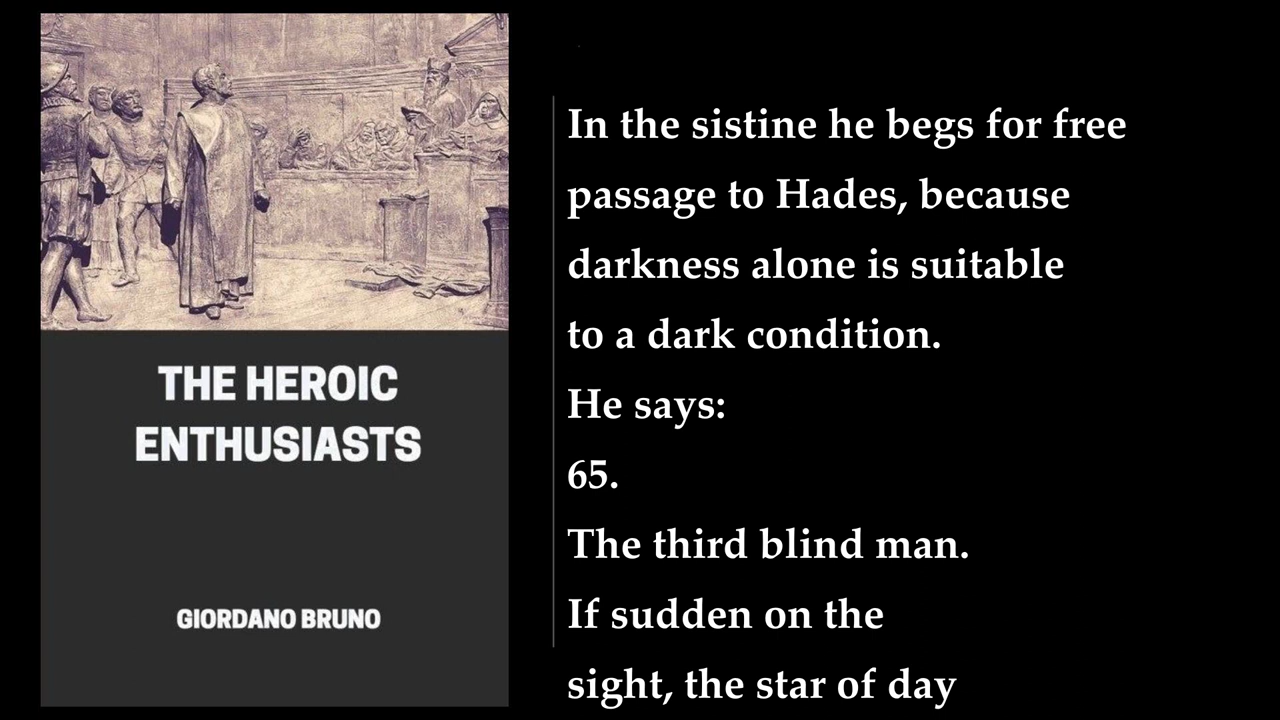 THE HEROIC
ENTHUSIASTS
GIORDANO BRUNO
In the sistine he begs for free
passage to Hades, because
darkness alone is suitable
to a dark condition.
He says:
65.
The third blind man.
If sudden on the
sight, the star of day